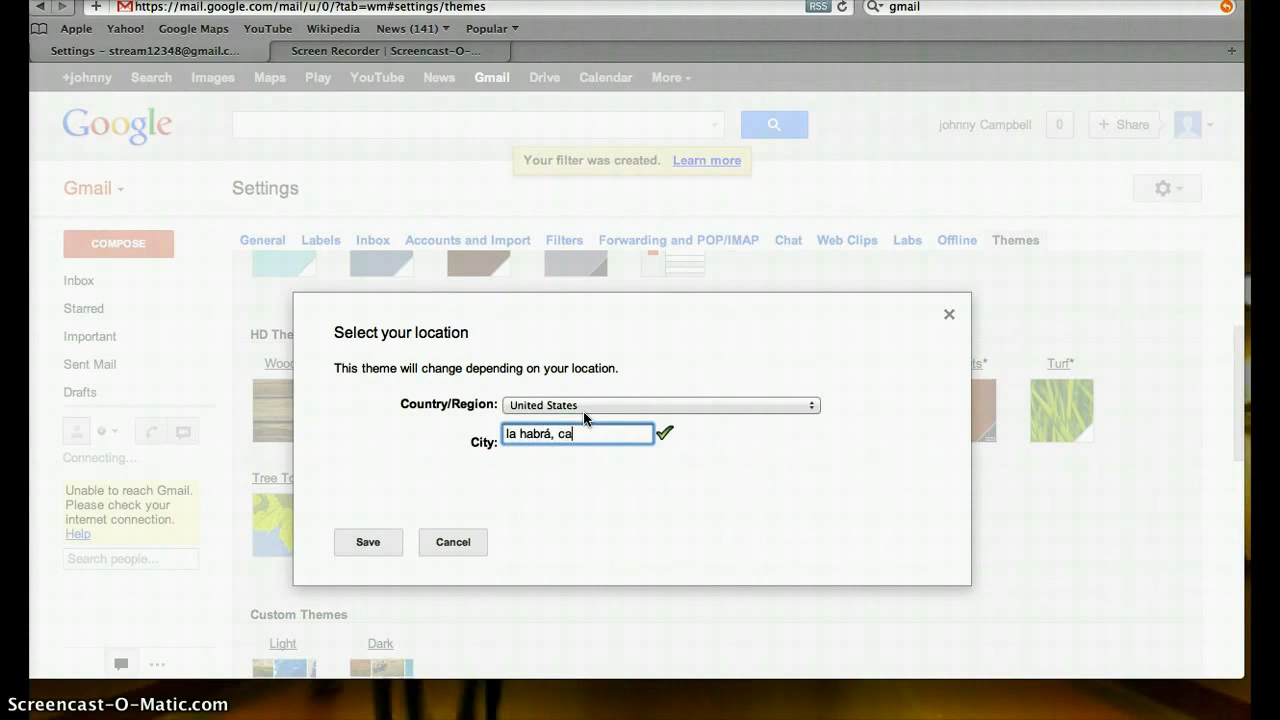 https://mail.google.com/mail/u/0/?tab=wm#settings/themes RSS gmail
Apple Yahoo! Google Maps YouTube Wikipedia News (141) Popular
Settings – stream12348@gmail.c... Screen Recorder | Screencast-O-...
+johnny Search Images Maps Play YouTube News Gmail Drive Calendar More
Google johnny Campbell 0 + Share
Your filter was created. Learn more
Gmail Settings
COMPOSE General Labels Inbox Accounts and Import Filters Forwarding and POP/IMAP Chat Web Clips Labs Offline Themes
Inbox
Starred
Important
Sent Mail
Drafts
Connecting...
Unable to reach Gmail.
Please check your
internet connection.
Help
Search people...
HD The
Woo
ts* Turf*
Tree To
Select your location
This theme will change depending on your location.
Country/Region: United States
City: la habrá, ca
Save Cancel
Custom Themes
Light Dark
Screencast-O-Matic.com